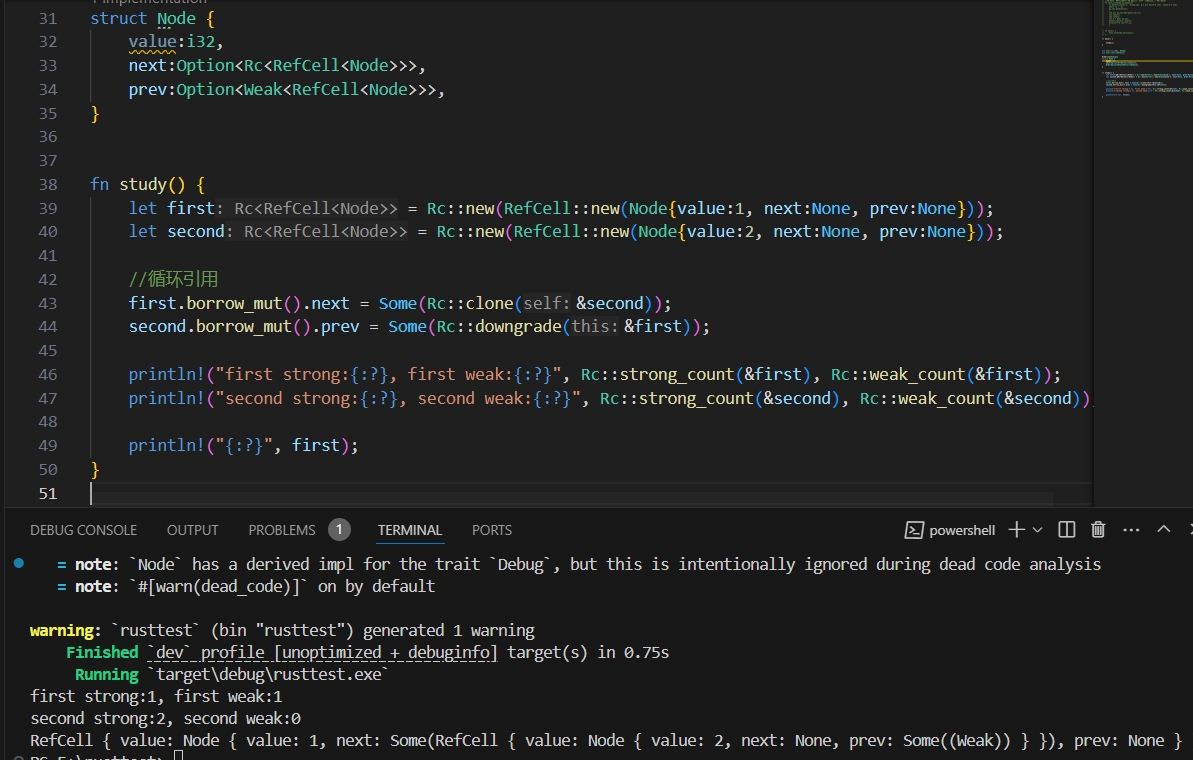 1 implementation
31 struct Node {
32     value:i32,
33     next:Option<Rc<RefCell<Node>>>,
34     prev:Option<Weak<RefCell<Node>>>,
35 }
36
37
38 fn study() {
39     let first: Rc<RefCell<Node>> = Rc::new(RefCell::new(Node{value:1, next:None, prev:None}));
40     let second: Rc<RefCell<Node>> = Rc::new(RefCell::new(Node{value:2, next:None, prev:None}));
41
42     //循环引用
43     first.borrow_mut().next = Some(Rc::clone(self: &second));
44     second.borrow_mut().prev = Some(Rc::downgrade(this: &first));
45
46     println!("first strong:{:?}, first weak:{:?}", Rc::strong_count(&first), Rc::weak_count(&first));
47     println!("second strong:{:?}, second weak:{:?}", Rc::strong_count(&second), Rc::weak_count(&second))
48
49     println!("{:?}", first);
50 }
51
DEBUG CONSOLE OUTPUT PROBLEMS 1 TERMINAL PORTS powershell
= note: `Node` has a derived impl for the trait `Debug`, but this is intentionally ignored during dead code analysis
= note: `#[warn(dead_code)]` on by default
warning: `rusttest` (bin "rusttest") generated 1 warning
Finished `dev` profile [unoptimized + debuginfo] target(s) in 0.75s
Running `target\debug\rusttest.exe`
first strong:1, first weak:1
second strong:2, second weak:0
RefCell { value: Node { value: 1, next: Some(RefCell { value: Node { value: 2, next: None, prev: Some((Weak)) } }), prev: None }